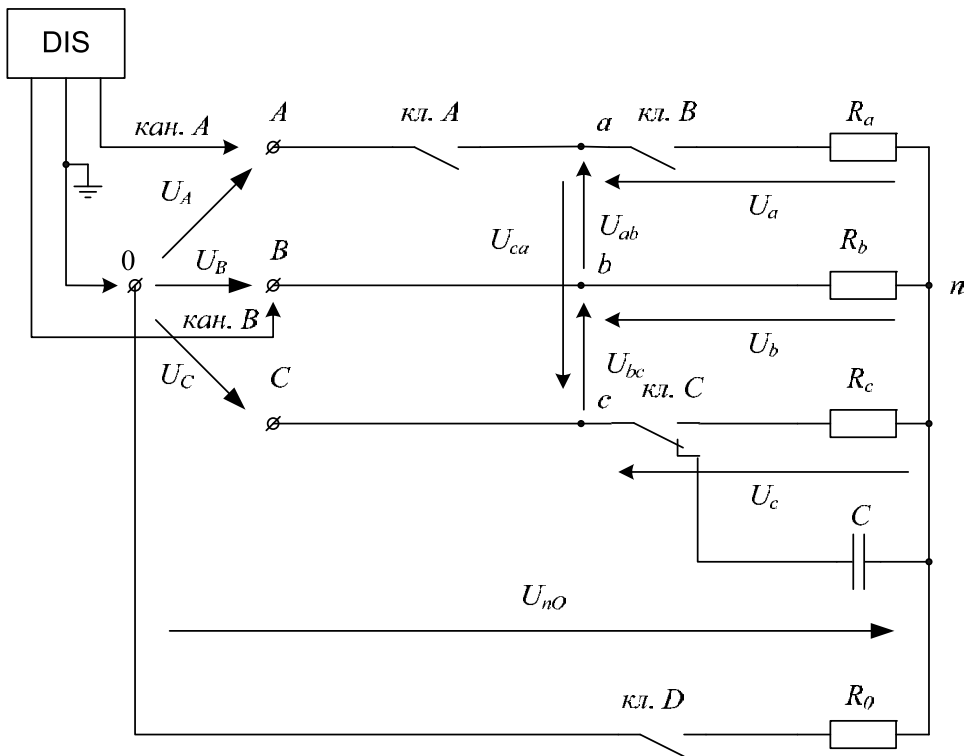 DIS
кан. A
A
кл. A
a
кл. B
R_a
U_A
U_a
U_ca
U_ab
0
U_B
B
b
R_b
n
кан. B
U_b
U_C
C
U_bc
кл. C
c
R_c
U_c
C
U_nO
кл. D
R_0